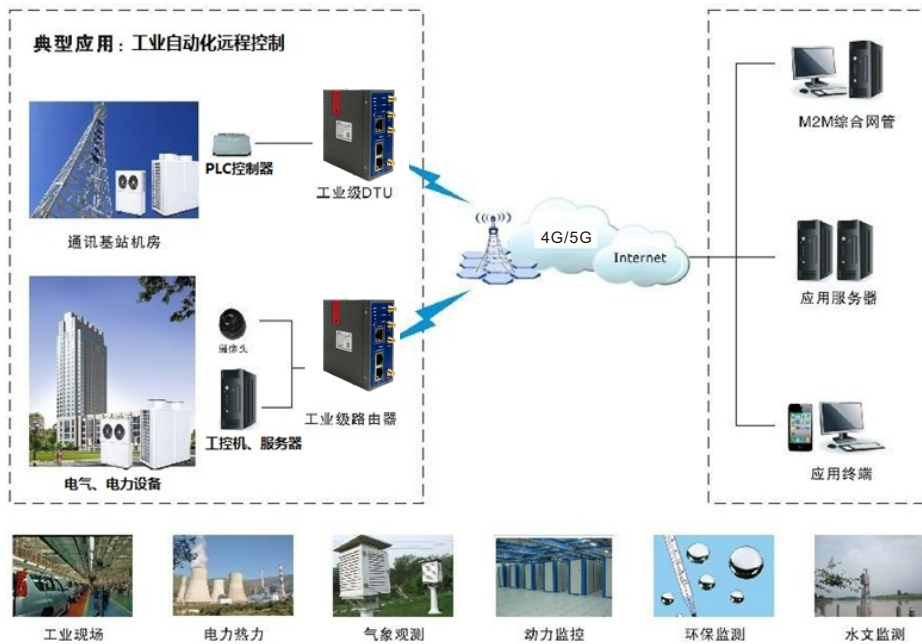 典型应用：工业自动化远程控制
PLC控制器
工业级DTU
通讯基站机房
摄像头
工控机、服务器
工业级路由器
电气、电力设备
4G/5G
Internet
M2M综合网管
应用服务器
应用终端
工业现场
电力热力
气象观测
动力监控
环保监测
水文监测